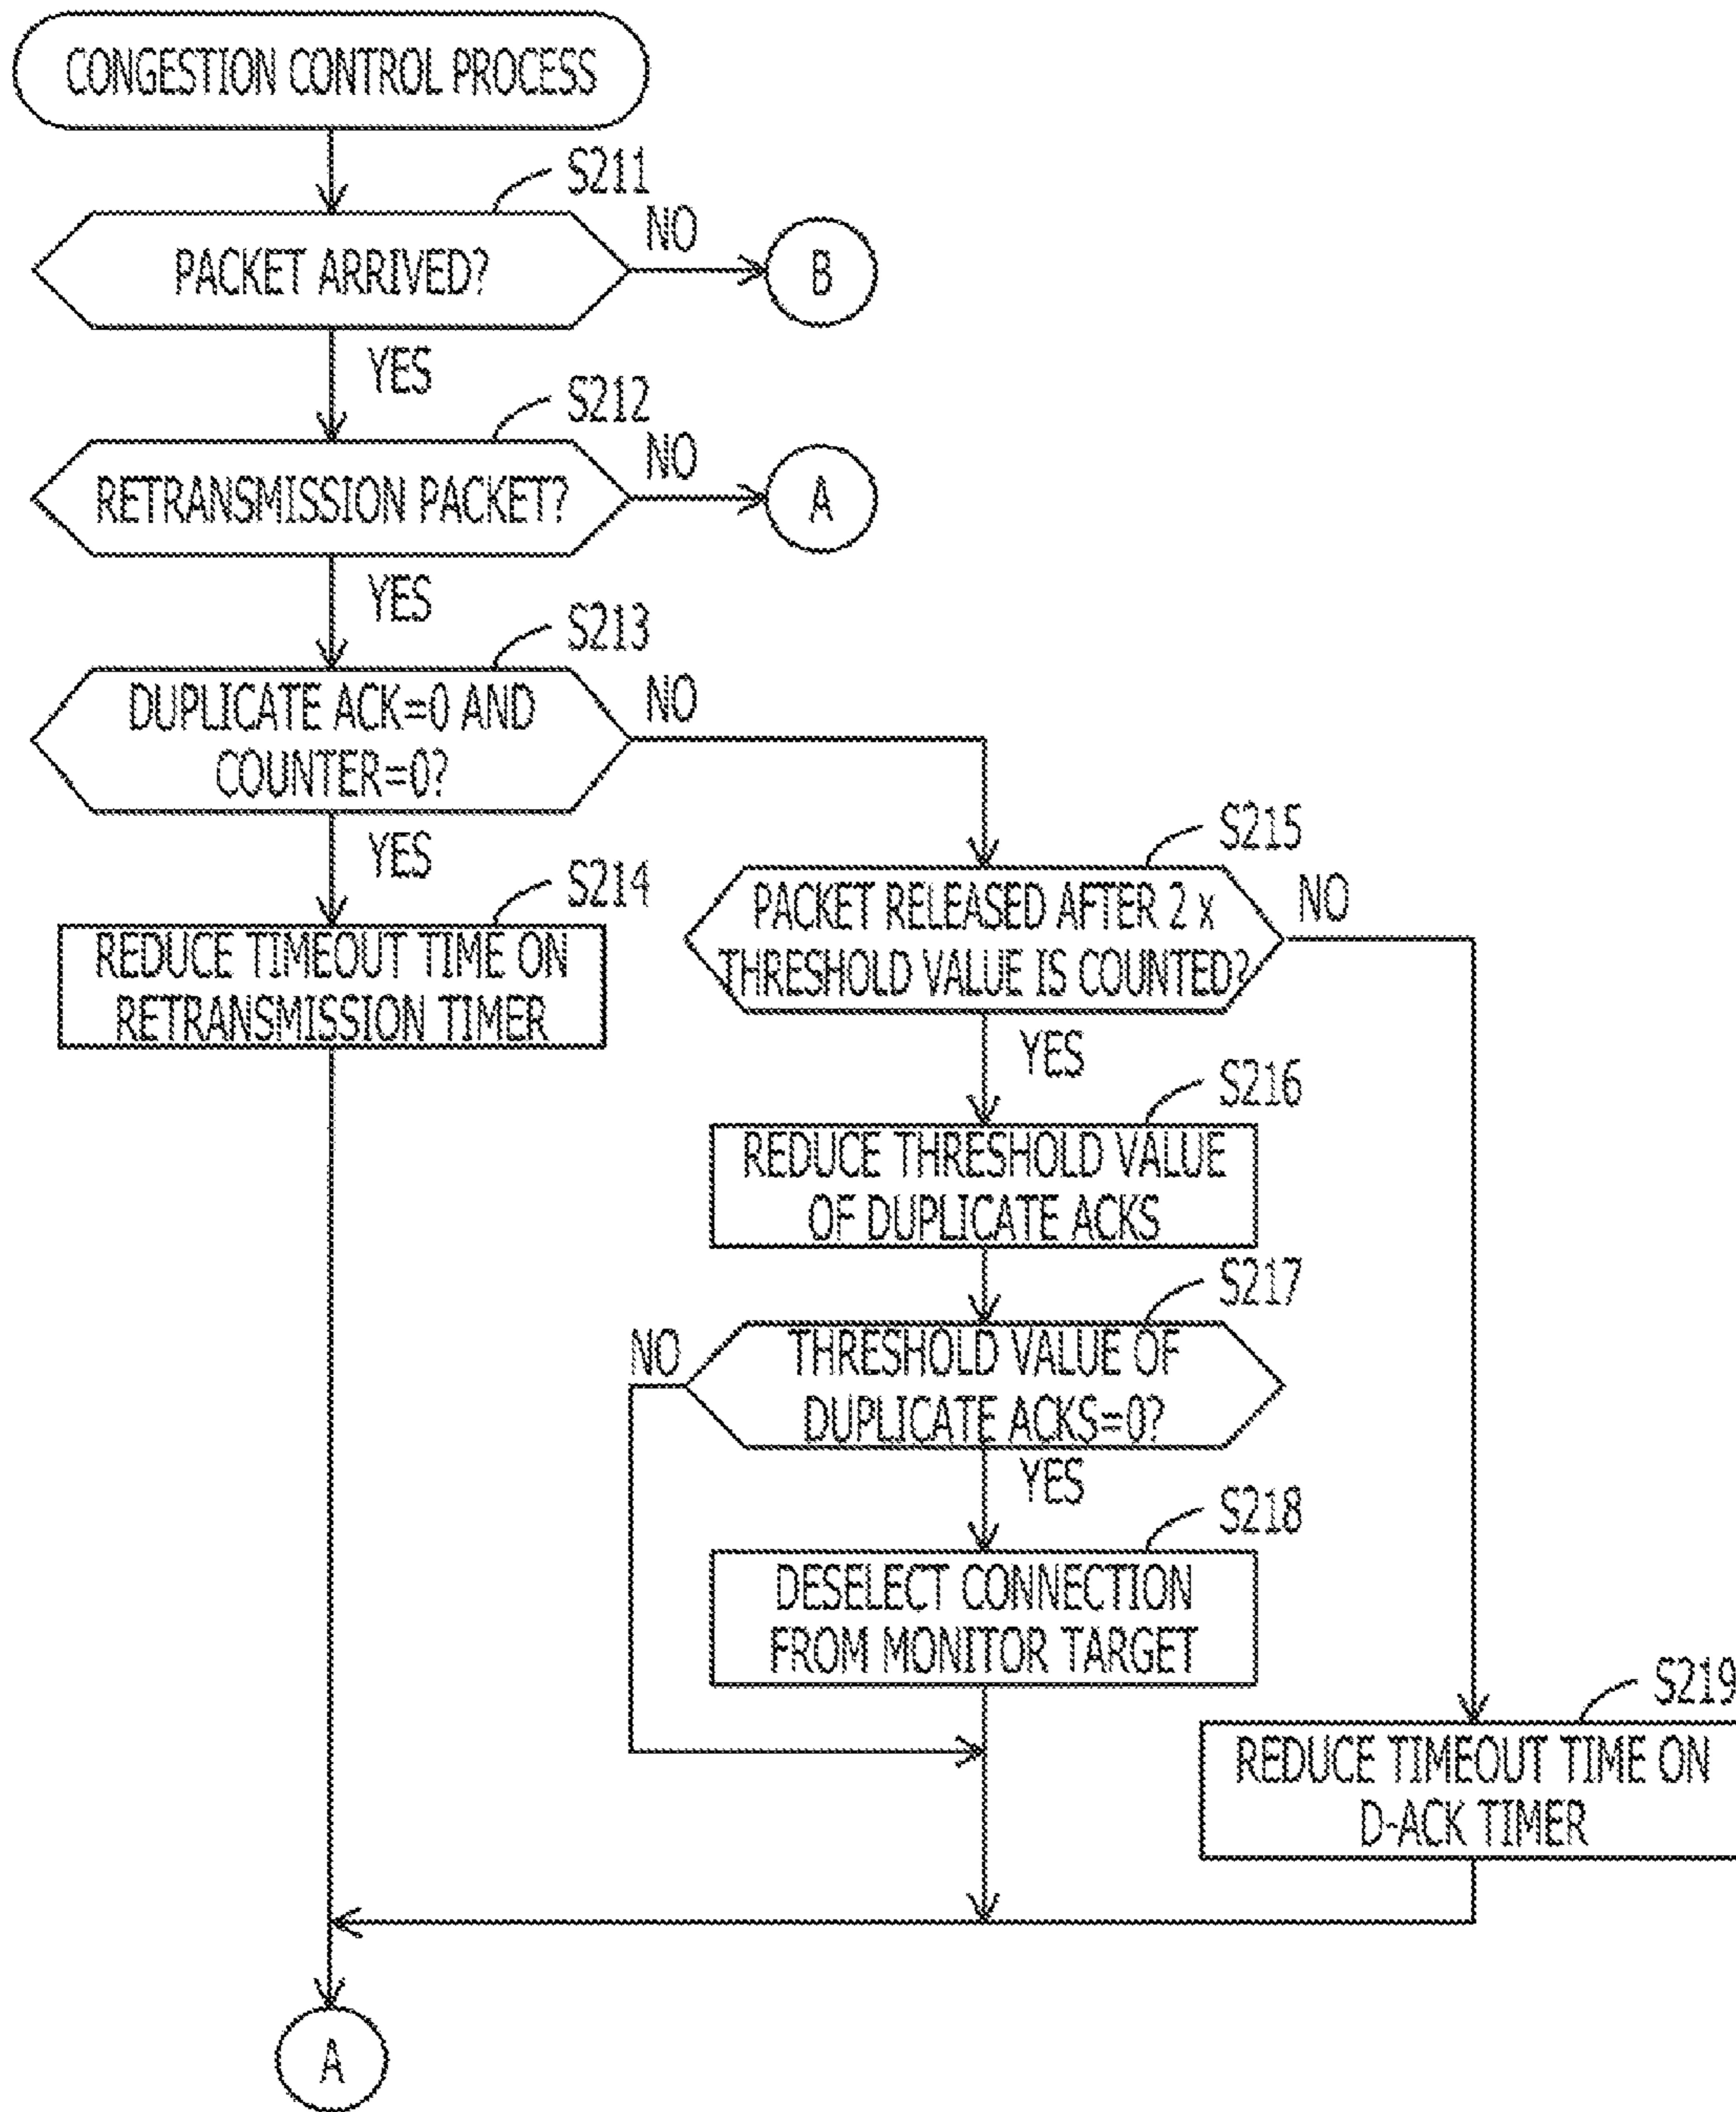 CONGESTION CONTROL PROCESS
S211
PACKET ARRIVED?
NO
B
YES
S212
RETRANSMISSION PACKET?
NO
A
YES
S213
DUPLICATE ACK=0 AND
COUNTER=0?
NO
YES
S214
REDUCE TIMEOUT TIME ON
RETRANSMISSION TIMER
S215
PACKET RELEASED AFTER 2 x
THRESHOLD VALUE IS COUNTED?
NO
YES
S216
REDUCE THRESHOLD VALUE
OF DUPLICATE ACKS
S217
THRESHOLD VALUE OF
DUPLICATE ACKS=0?
NO
YES
S218
DESELECT CONNECTION
FROM MONITOR TARGET
S219
REDUCE TIMEOUT TIME ON
D-ACK TIMER
A